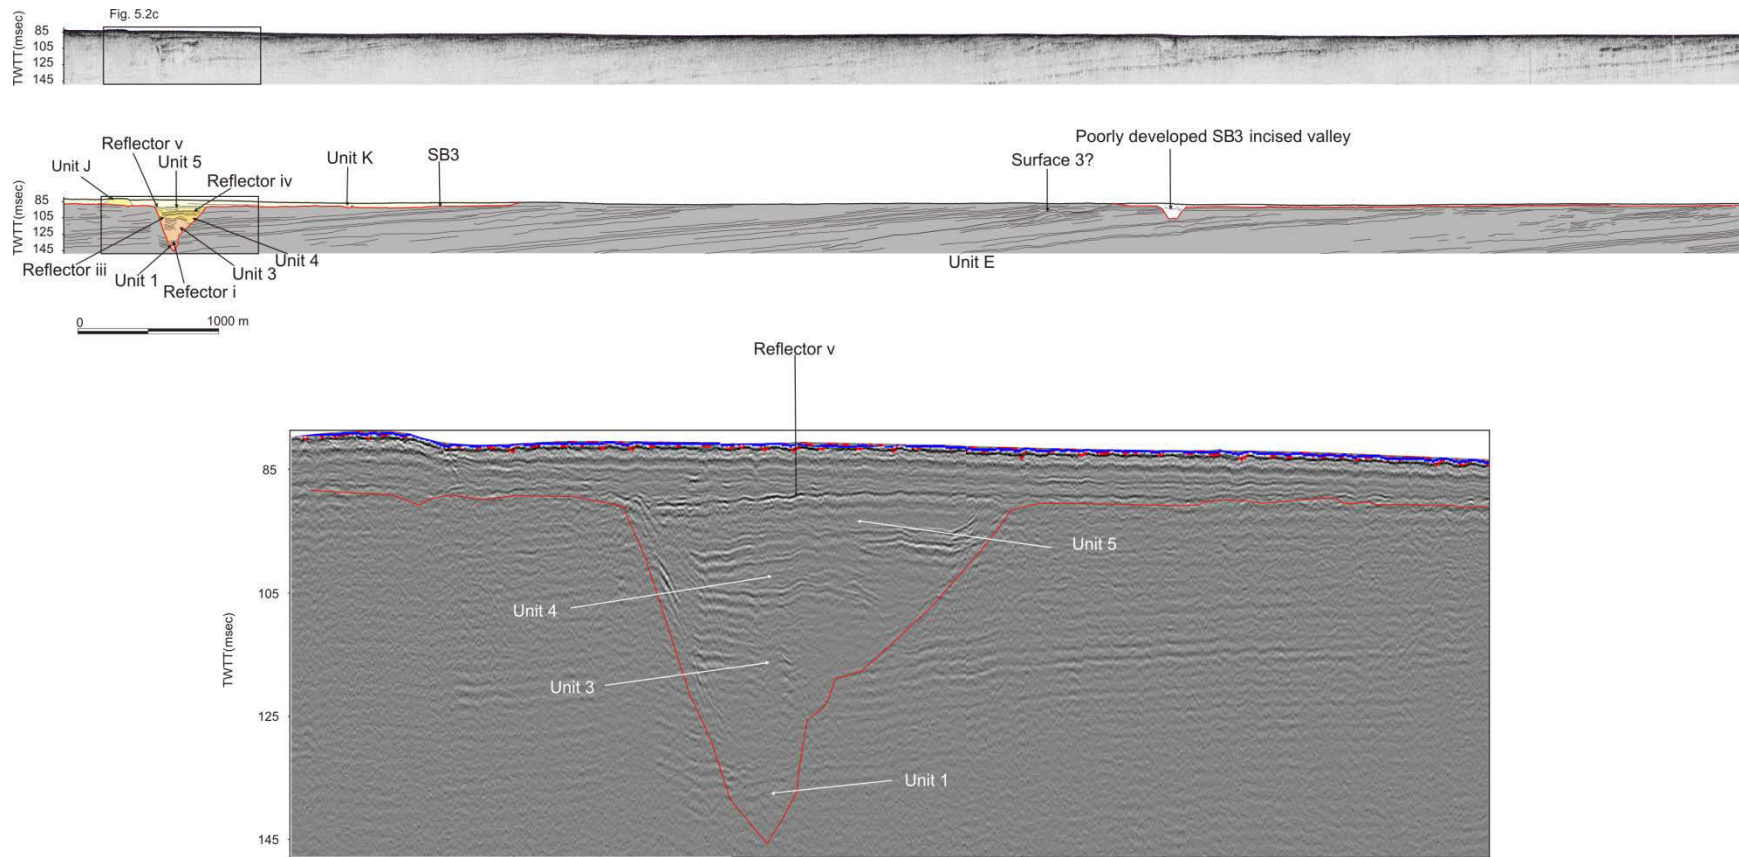 Fig. 5.2c
TWTT(msec)
85
105
125
145
Reflector v
Unit J
Unit 5
Reflector iv
Unit K
SB3
Surface 3?
Poorly developed SB3 incised valley
TWTT(msec)
85
105
125
145
Reflector iii
Unit 1
Refector i
Unit 3
Unit 4
Unit E
0
1000 m
Reflector v
TWTT(msec)
85
105
125
145
Unit 5
Unit 4
Unit 3
Unit 1